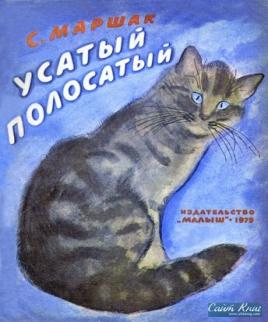 С. МАРШАК
УСАТЫЙ
ПОЛОСАТЫЙ
ИЗДАТЕЛЬСТВО
„МАЛЫШ“ · 1979
Сайт Книг